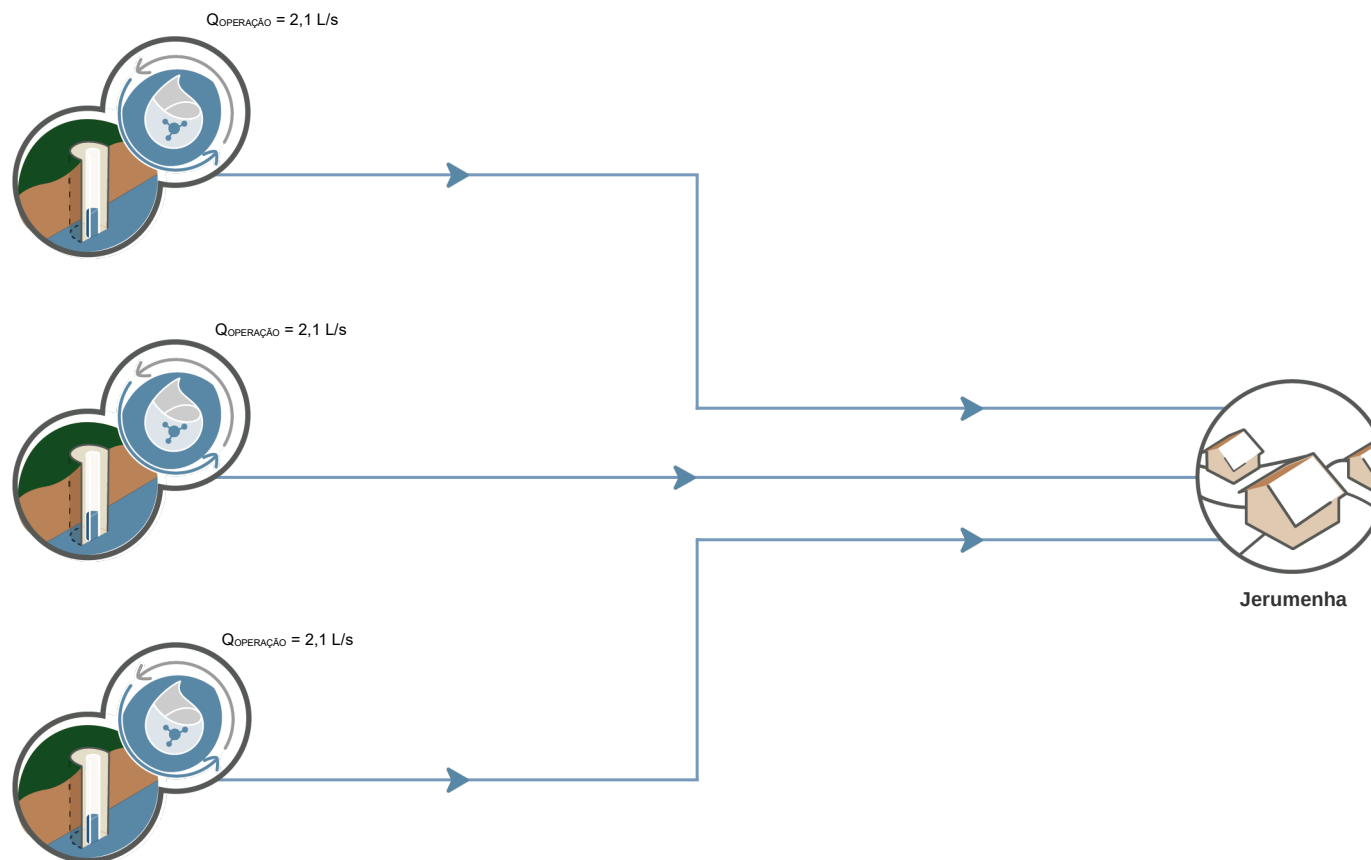 QOPERAÇÃO = 2,1 L/s
QOPERAÇÃO = 2,1 L/s
Jerumenha
QOPERAÇÃO = 2,1 L/s